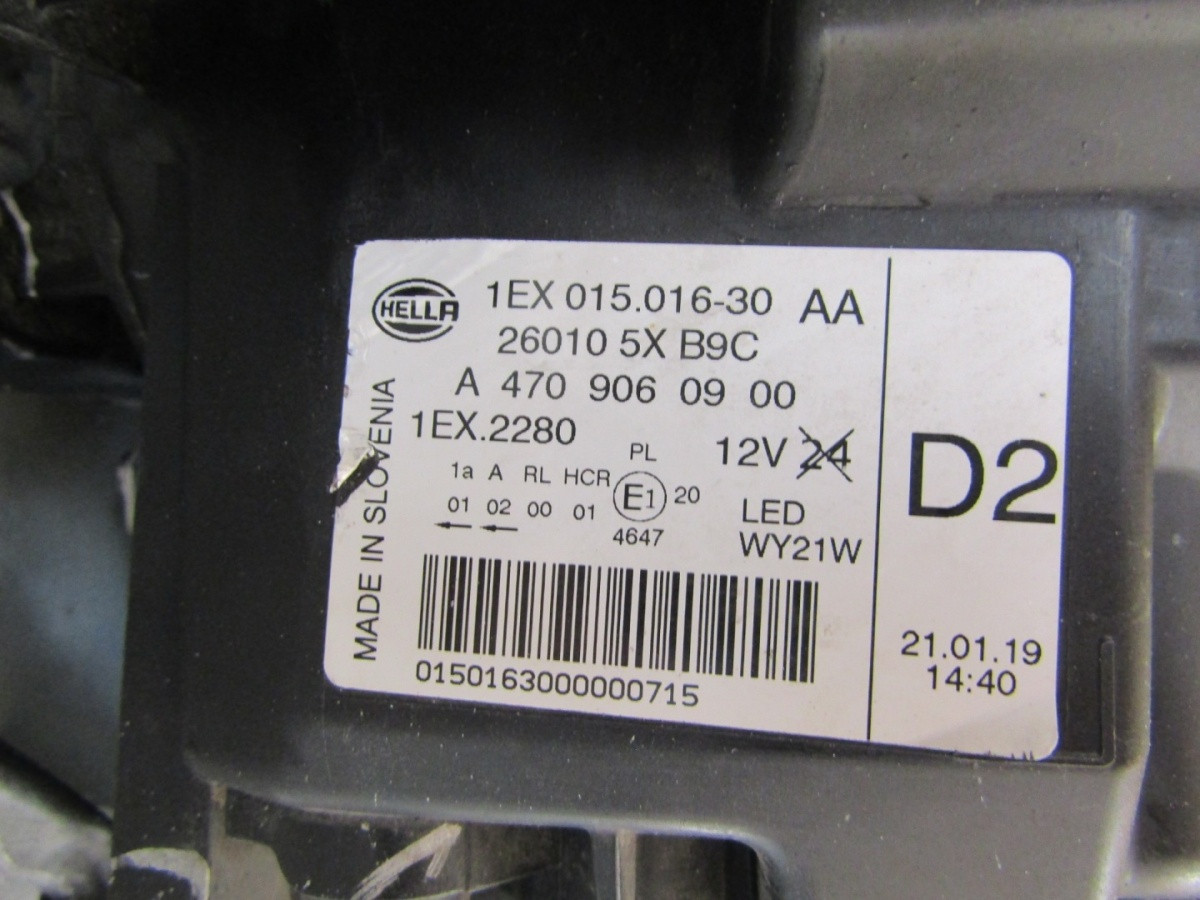 HELLA 1EX 015.016-30 AA
26010 5X B9C
A 470 906 09 00
1EX.2280
12V 24
PL
1a A RL HCR E1 20
01 02 00 01
4647
LED
WY21W
MADE IN SLOVENIA
0150163000000715
D2
21.01.19
14:40